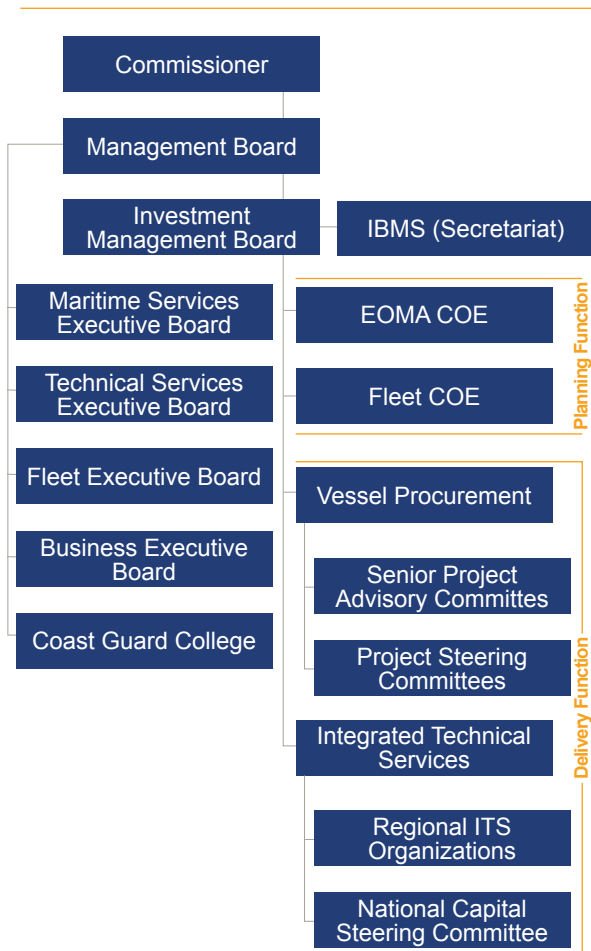 Commissioner
Management Board
Investment
Management Board
IBMS (Secretariat)
Maritime Services
Executive Board
Technical Services
Executive Board
Fleet Executive Board
Business Executive
Board
Coast Guard College
EOMA COE
Fleet COE
Planning Function
Vessel Procurement
Senior Project
Advisory Committes
Project Steering
Committees
Integrated Technical
Services
Regional ITS
Organizations
National Capital
Steering Committee
Delivery Function